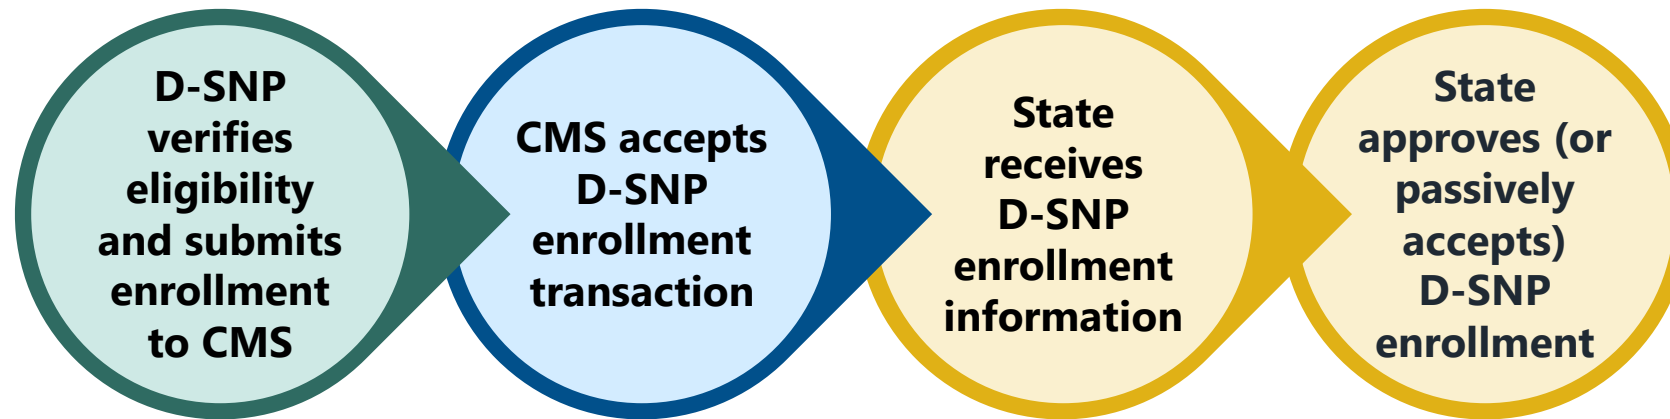 D-SNP
verifies
eligibility
and submits
enrollment
to CMS
CMS accepts
D-SNP
enrollment
transaction
State
receives
D-SNP
enrollment
information
State
approves (or
passively
accepts)
D-SNP
enrollment